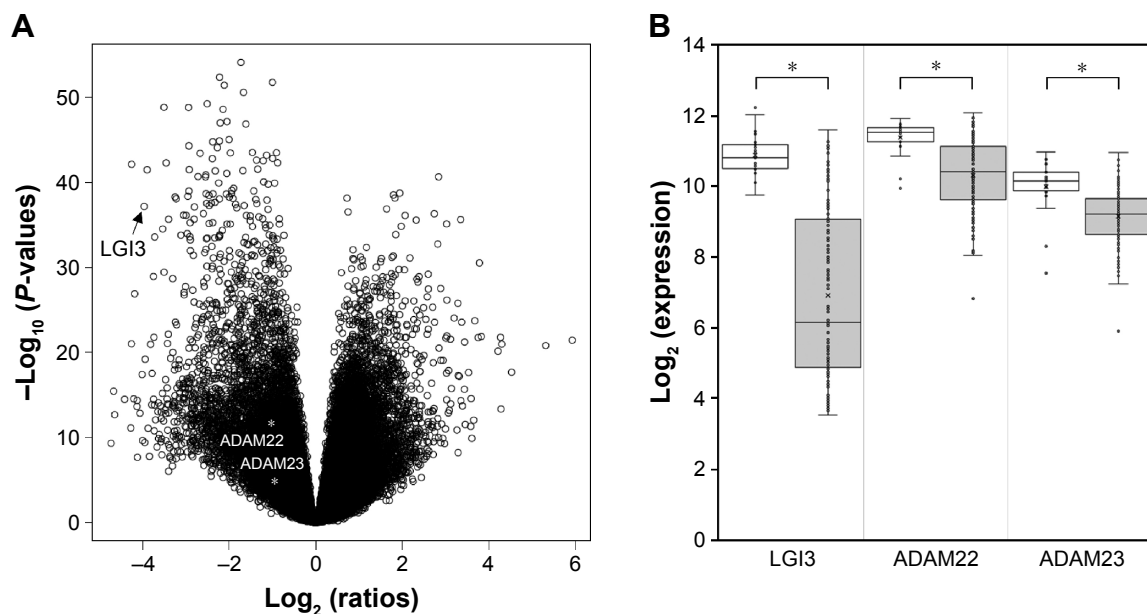 A
–Log10 (P-values)
50
40
30
20
10
0
LGI3
*
ADAM22
ADAM23
*
–4
–2
0
2
4
6
Log2 (ratios)
B
Log2 (expression)
14
12
10
8
6
4
2
0
*
*
*
LGI3
ADAM22
ADAM23